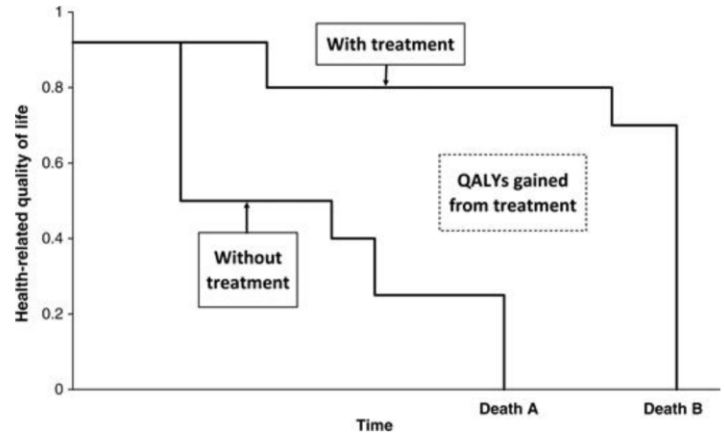 1
With treatment
0.8
Health-related quality of life
0.6
QALYs gained
from treatment
0.4
Without
treatment
0.2
0
Death A
Death B
Time